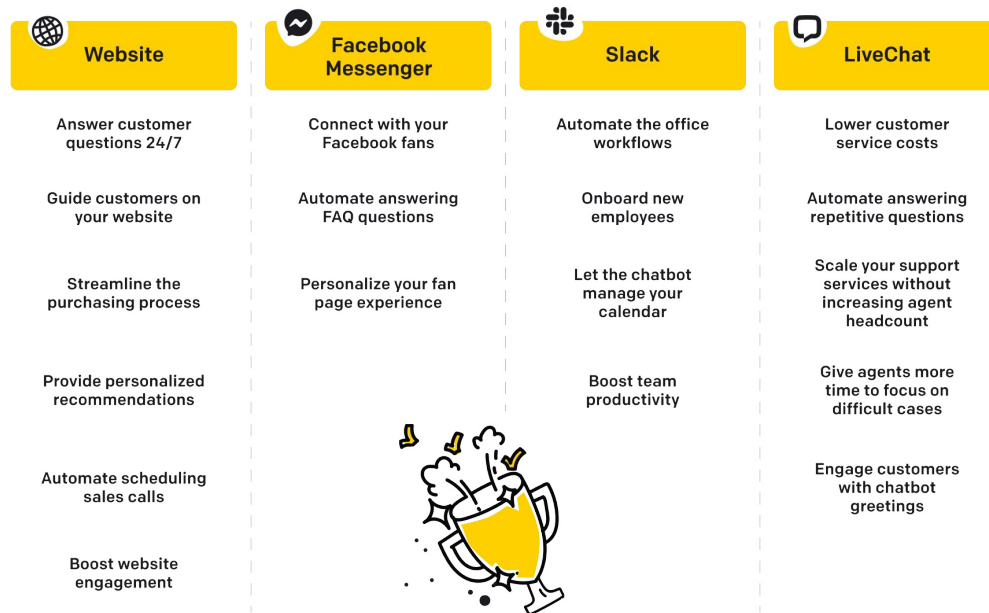 Website
Answer customer
questions 24/7
Guide customers on
your website
Streamline the
purchasing process
Provide personalized
recommendations
Automate scheduling
sales calls
Boost website
engagement
Facebook
Messenger
Connect with your
Facebook fans
Automate answering
FAQ questions
Personalize your fan
page experience
Slack
Automate the office
workflows
Onboard new
employees
Let the chatbot
manage your
calendar
Boost team
productivity
LiveChat
Lower customer
service costs
Automate answering
repetitive questions
Scale your support
services without
increasing agent
headcount
Give agents more
time to focus on
difficult cases
Engage customers
with chatbot
greetings